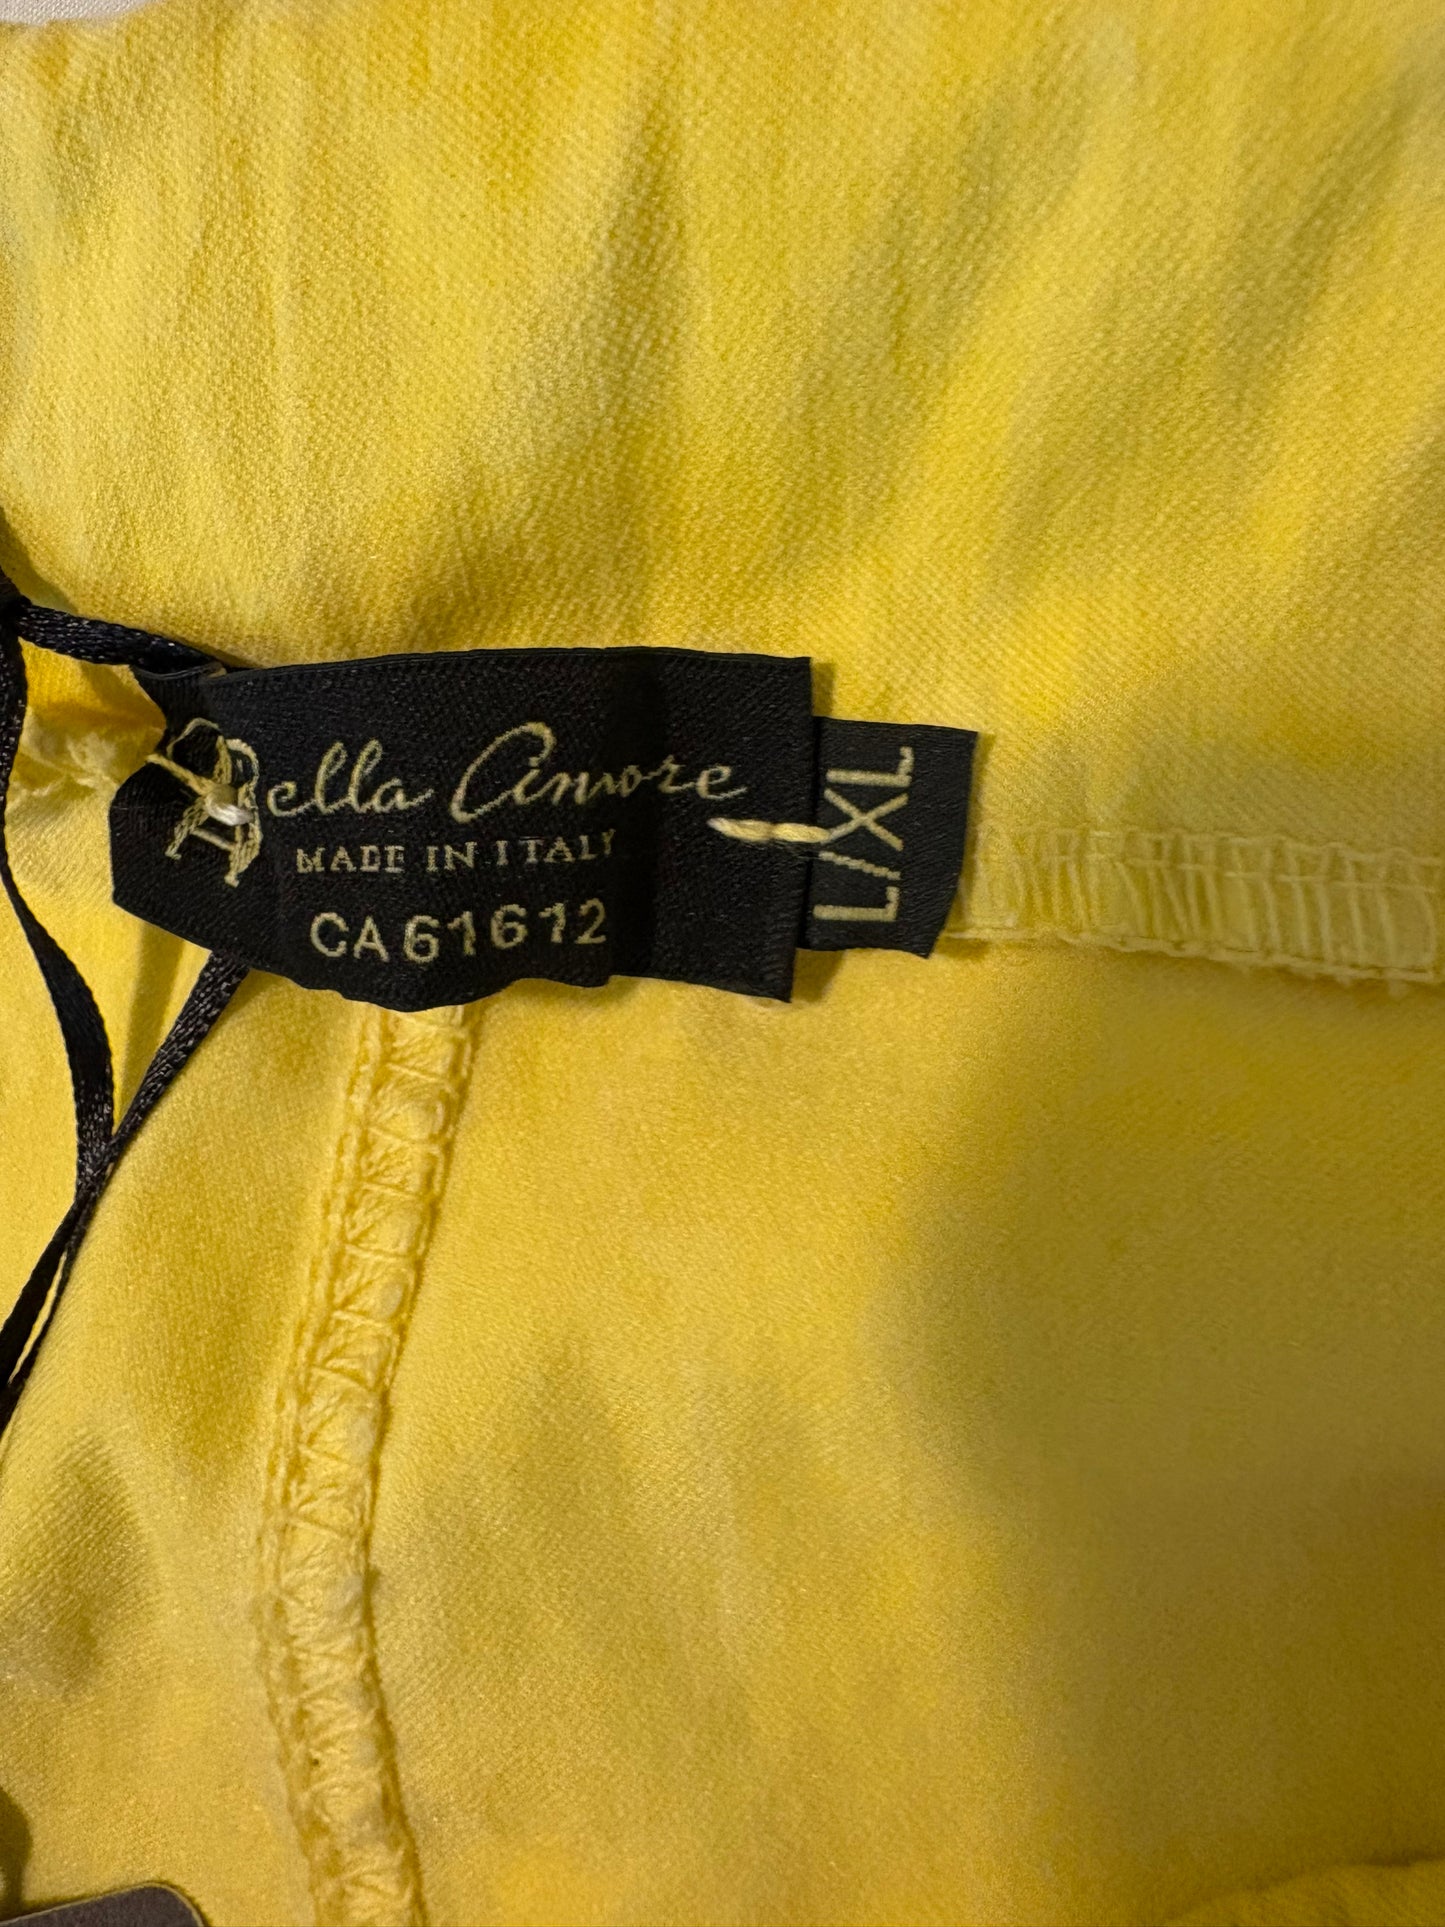 Bella Amore
MADE IN ITALY
CA61612
L/XL